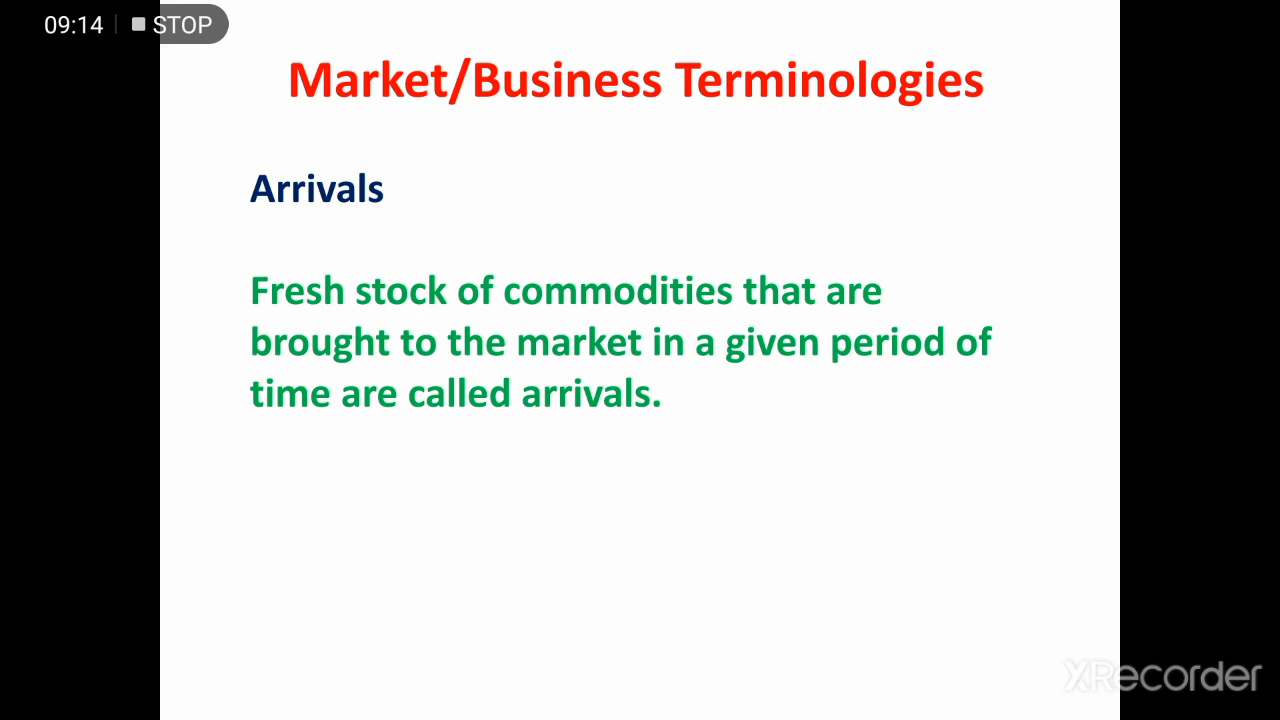 09:14 STOP
Market/Business Terminologies
Arrivals
Fresh stock of commodities that are
brought to the market in a given period of
time are called arrivals.
XRecorder